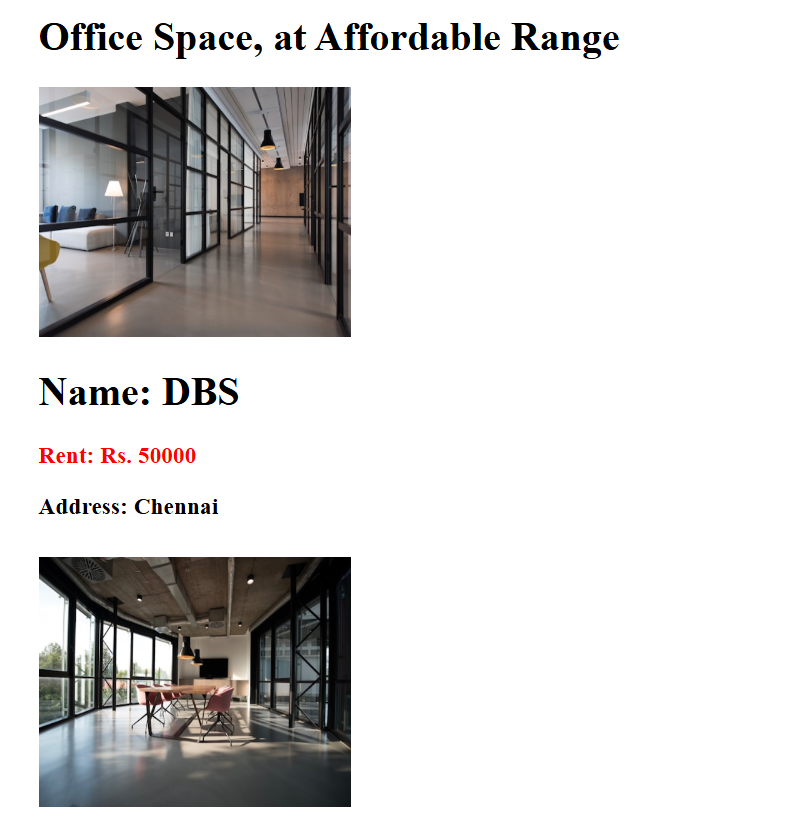 Office Space, at Affordable Range
Name: DBS
Rent: Rs. 50000
Address: Chennai